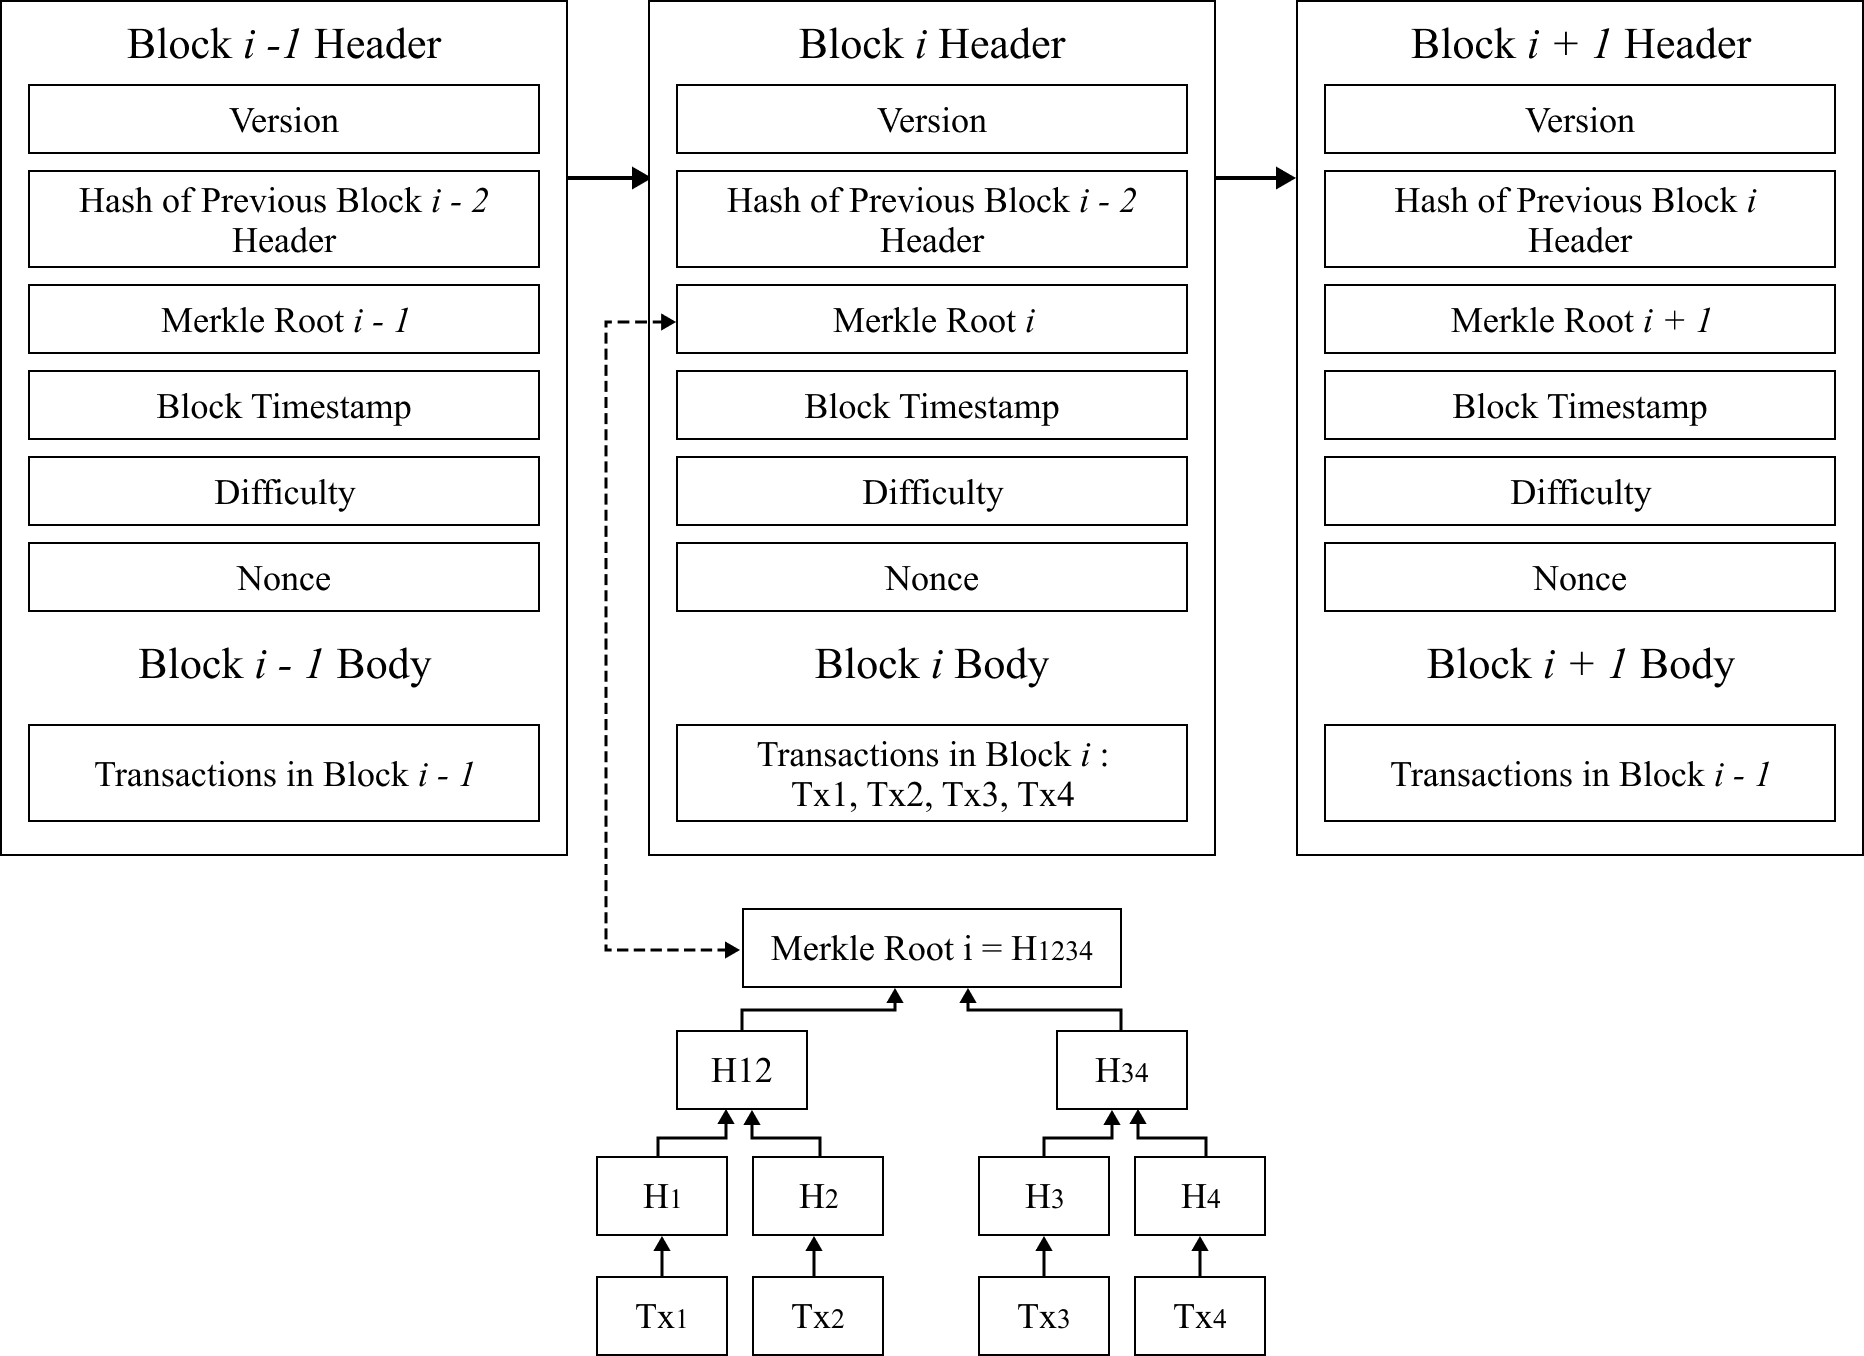 Block i -1 Header
Version
Hash of Previous Block i - 2
Header
Merkle Root i - 1
Block Timestamp
Difficulty
Nonce
Block i - 1 Body
Transactions in Block i - 1
Block i Header
Version
Hash of Previous Block i - 2
Header
Merkle Root i
Block Timestamp
Difficulty
Nonce
Block i Body
Transactions in Block i :
Tx1, Tx2, Tx3, Tx4
Block i + 1 Header
Version
Hash of Previous Block i
Header
Merkle Root i + 1
Block Timestamp
Difficulty
Nonce
Block i + 1 Body
Transactions in Block i - 1
Merkle Root i = H1234
H12
H34
H1
H2
H3
H4
Tx1
Tx2
Tx3
Tx4